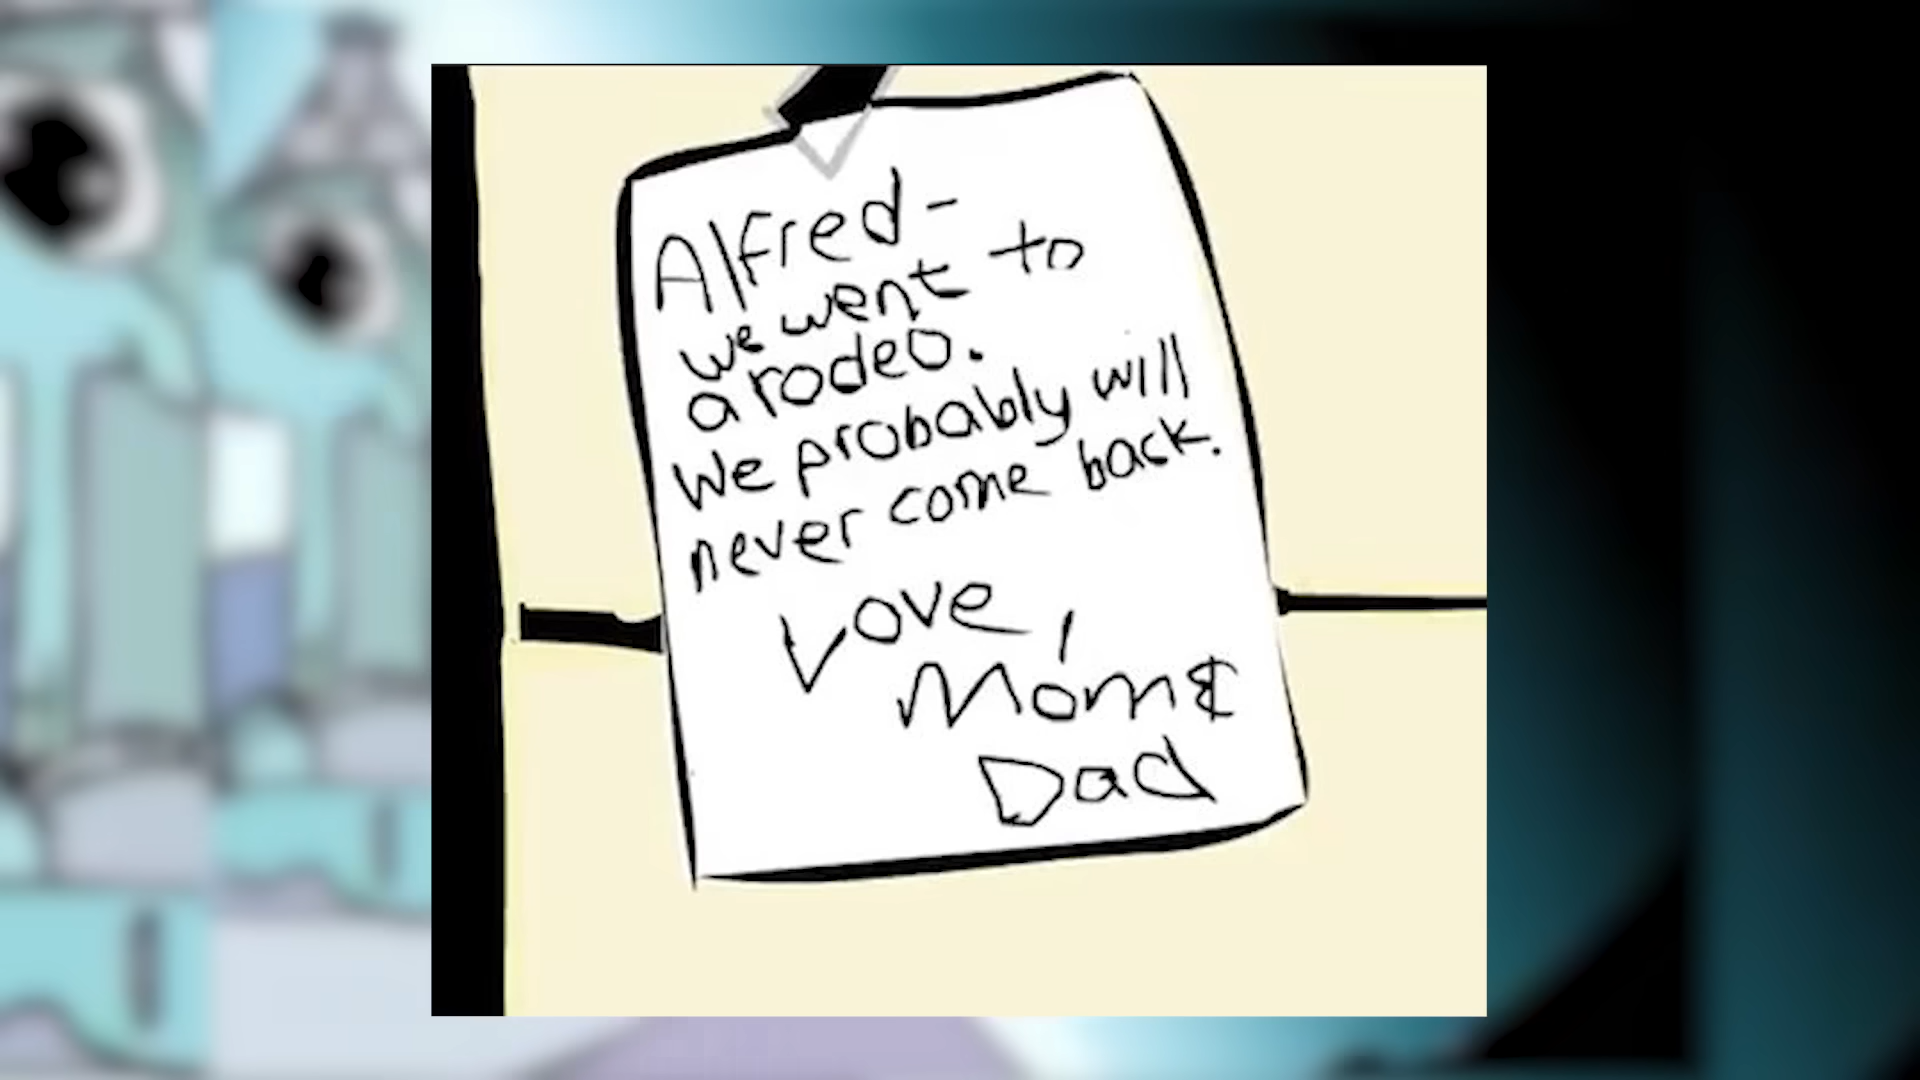 Alfred-
we went to
a rodeo.
We probably will
never come back.
Love,
Mom &
Dad